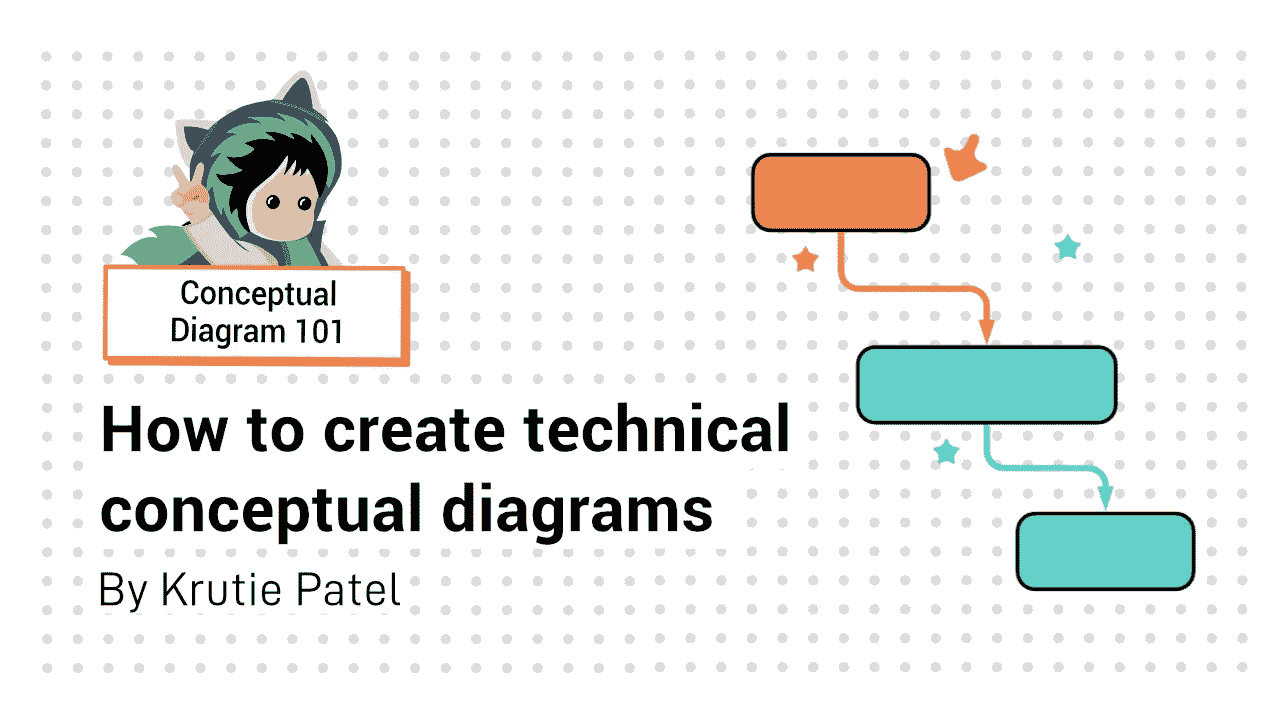 Conceptual
Diagram 101
How to create technical
conceptual diagrams
By Krutie Patel